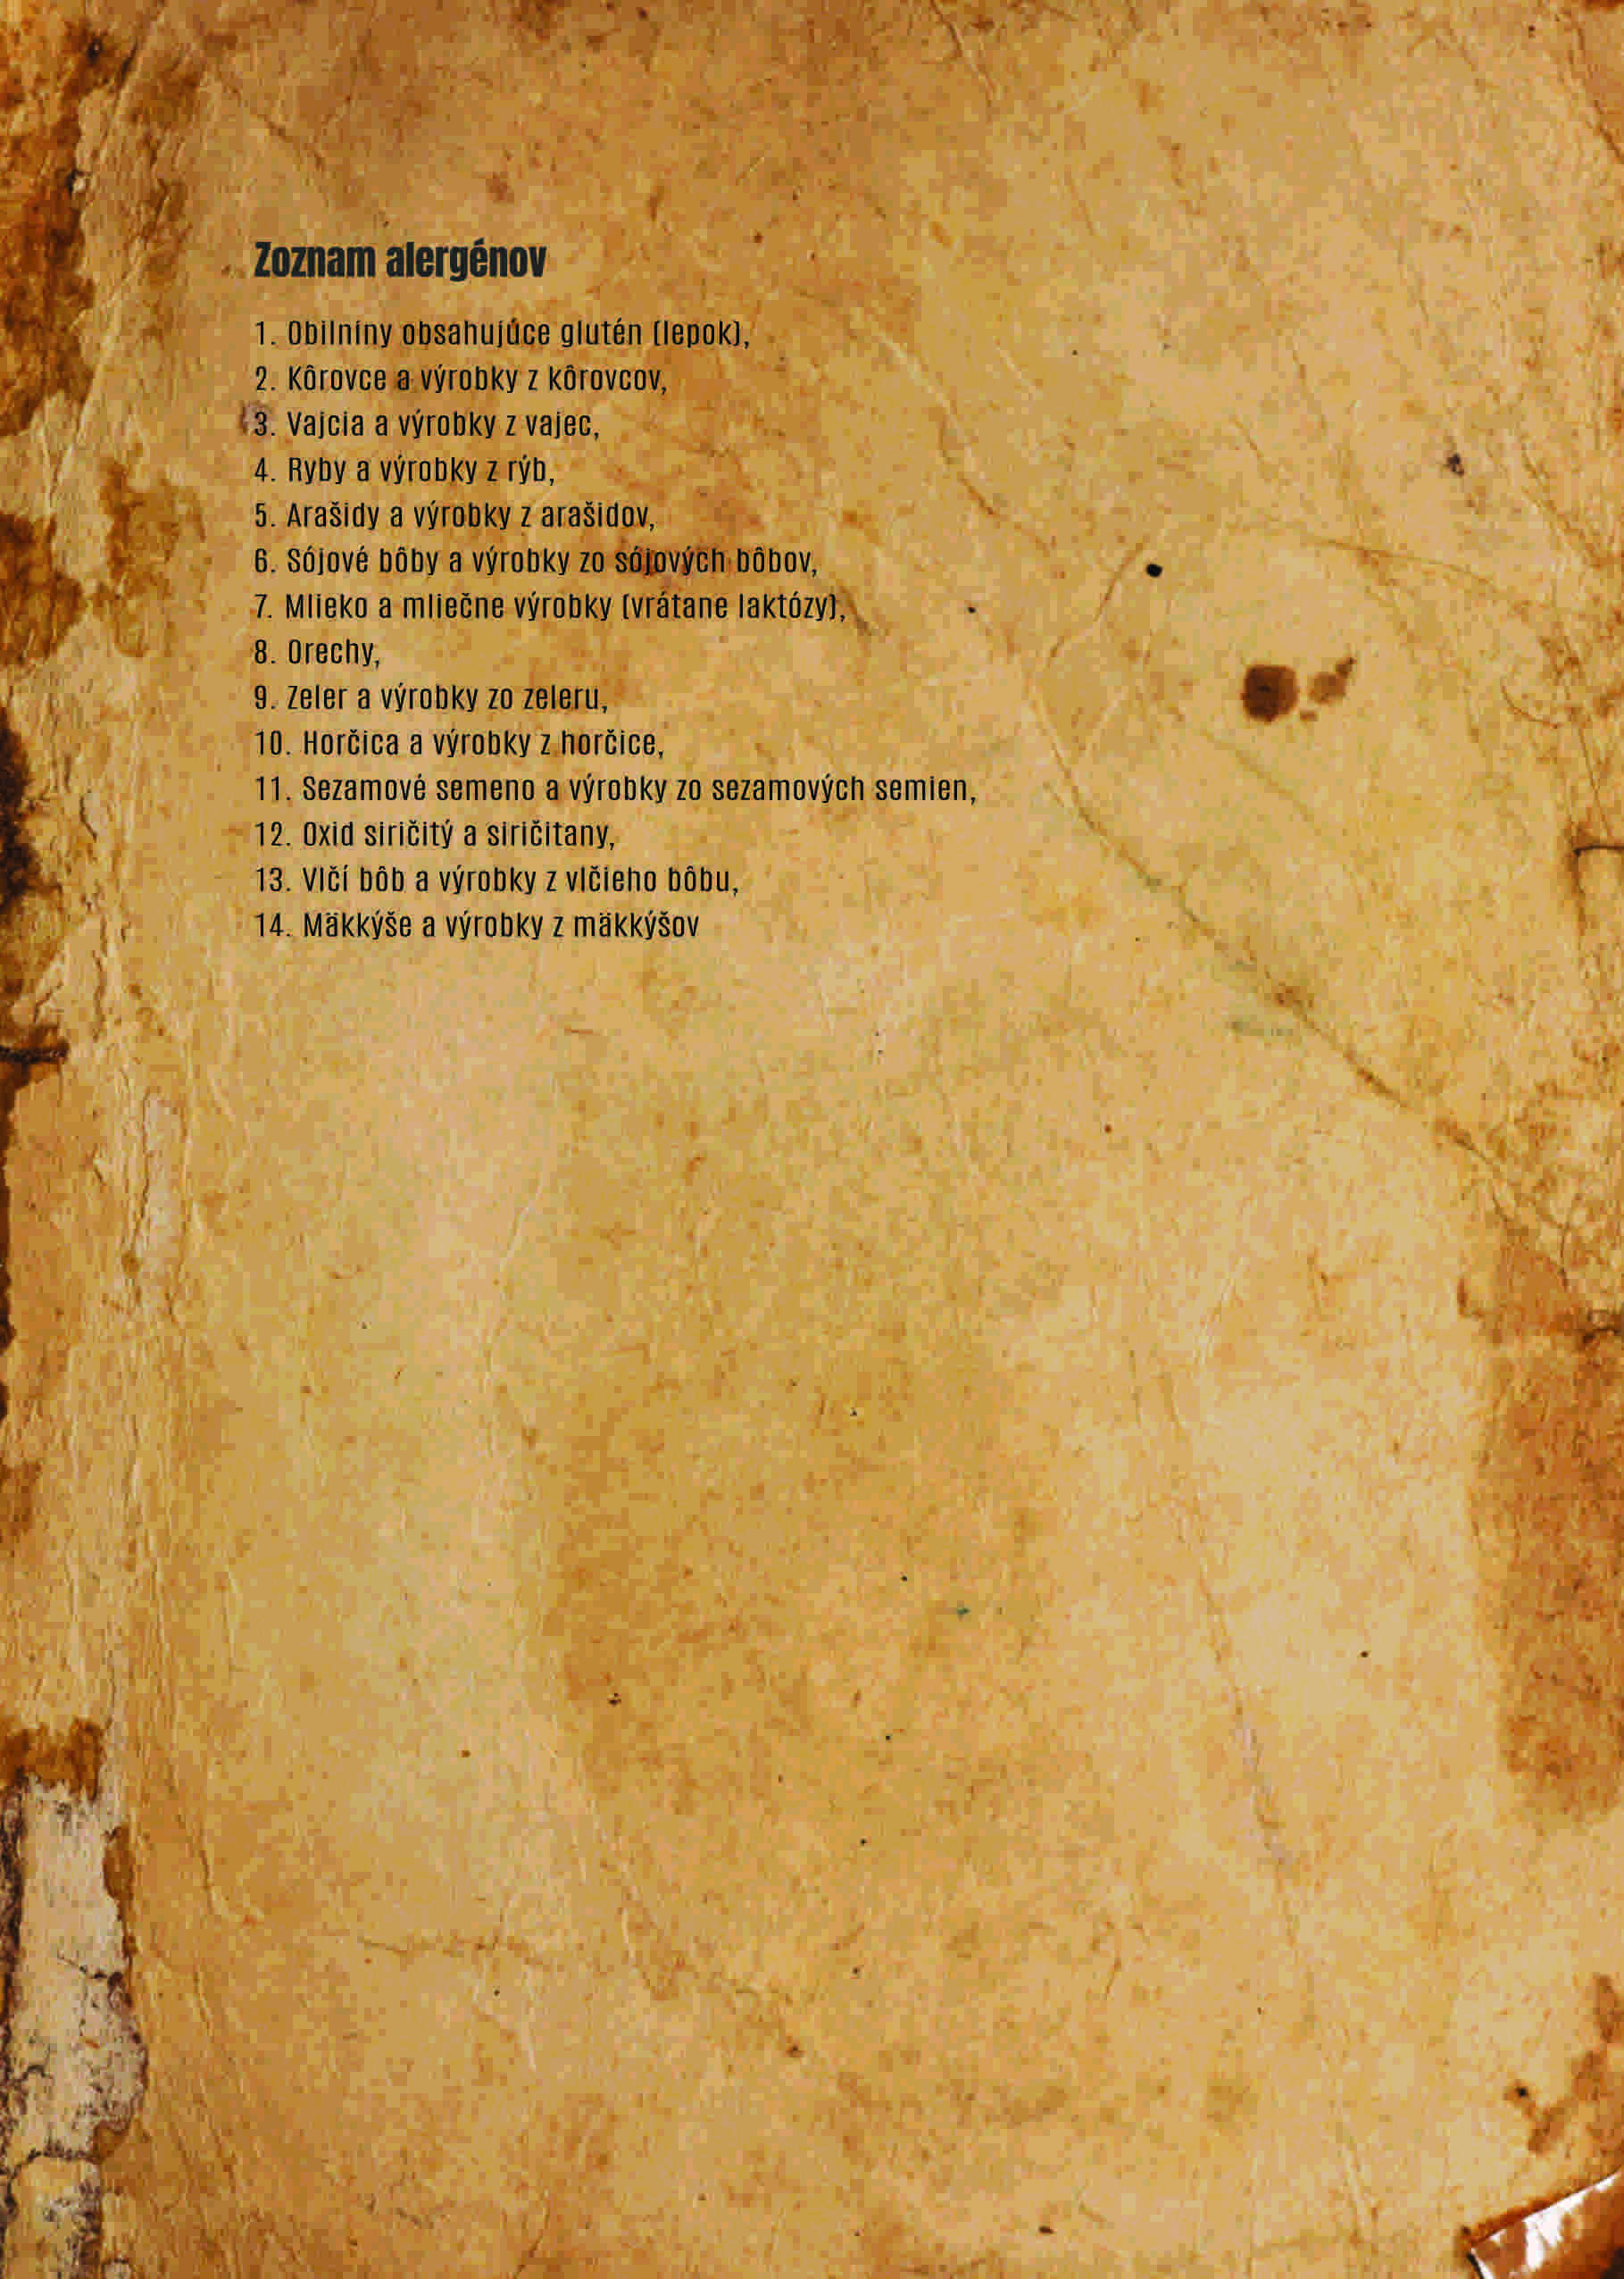 Zoznam alergénov
1. Obilniny obsahujúce glutén (lepok),
2. Kôrovce a výrobky z kôrovcov,
3. Vajcia a výrobky z vajec,
4. Ryby a výrobky z rýb,
5. Arašidy a výrobky z arašidov,
6. Sójové bôby a výrobky zo sójových bôbov,
7. Mlieko a mliečne výrobky (vrátane laktózy),
8. Orechy,
9. Zeler a výrobky zo zeleru,
10. Horčica a výrobky z horčice,
11. Sezamové semeno a výrobky zo sezamových semien,
12. Oxid siričitý a siričitany,
13. Vlčí bôb a výrobky z vlčieho bôbu,
14. Mäkkýše a výrobky z mäkkýšov